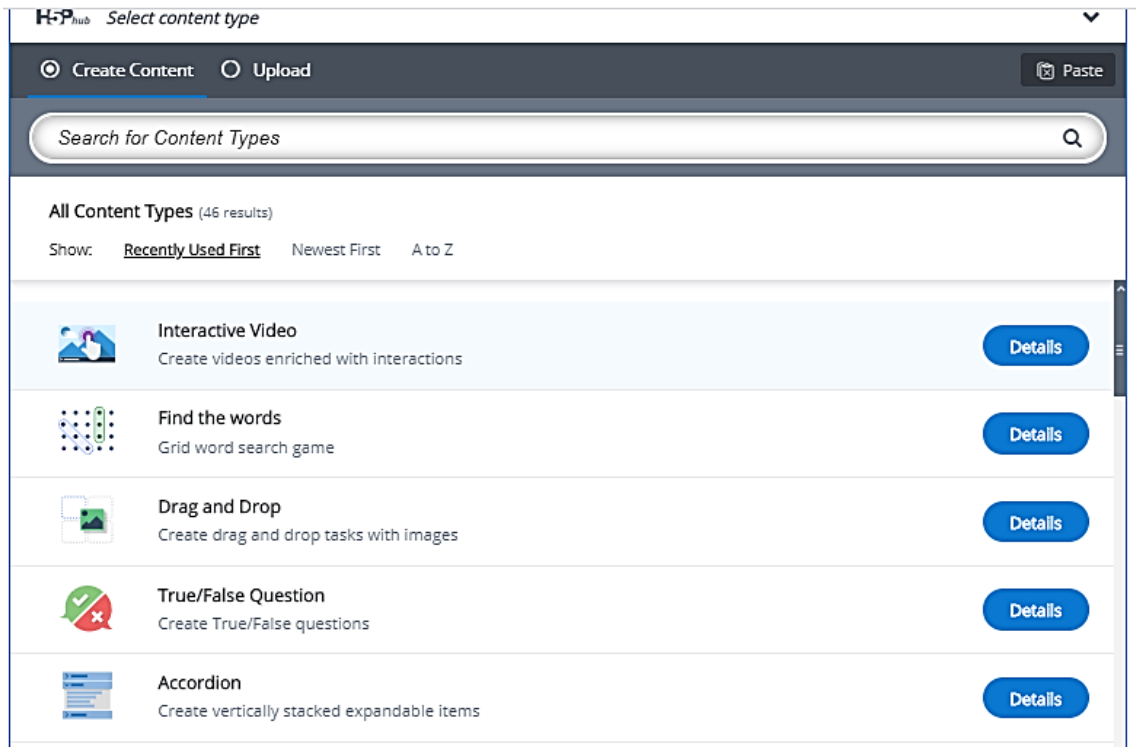 H5Phub Select content type
Create Content Upload Paste
Search for Content Types
All Content Types (46 results)
Show: Recently Used First Newest First A to Z
Interactive Video
Create videos enriched with interactions
Details
Find the words
Grid word search game
Details
Drag and Drop
Create drag and drop tasks with images
Details
True/False Question
Create True/False questions
Details
Accordion
Create vertically stacked expandable items
Details